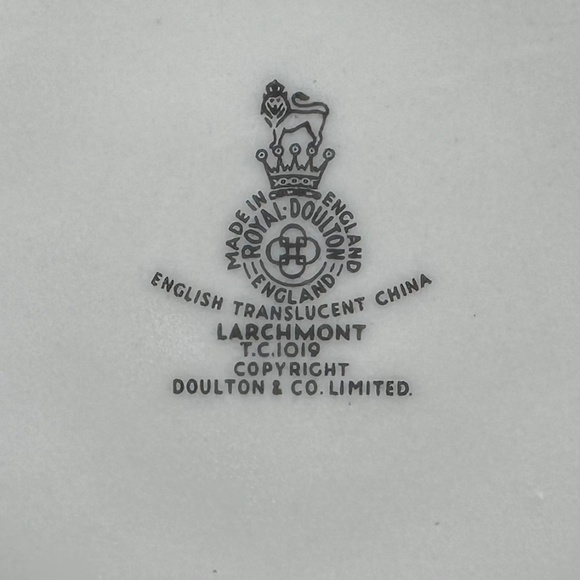 MADE IN ENGLAND
ROYAL·DOULTON
ENGLAND
ENGLISH TRANSLUCENT CHINA
LARCHMONT
T.C.1019
COPYRIGHT
DOULTON & CO. LIMITED.